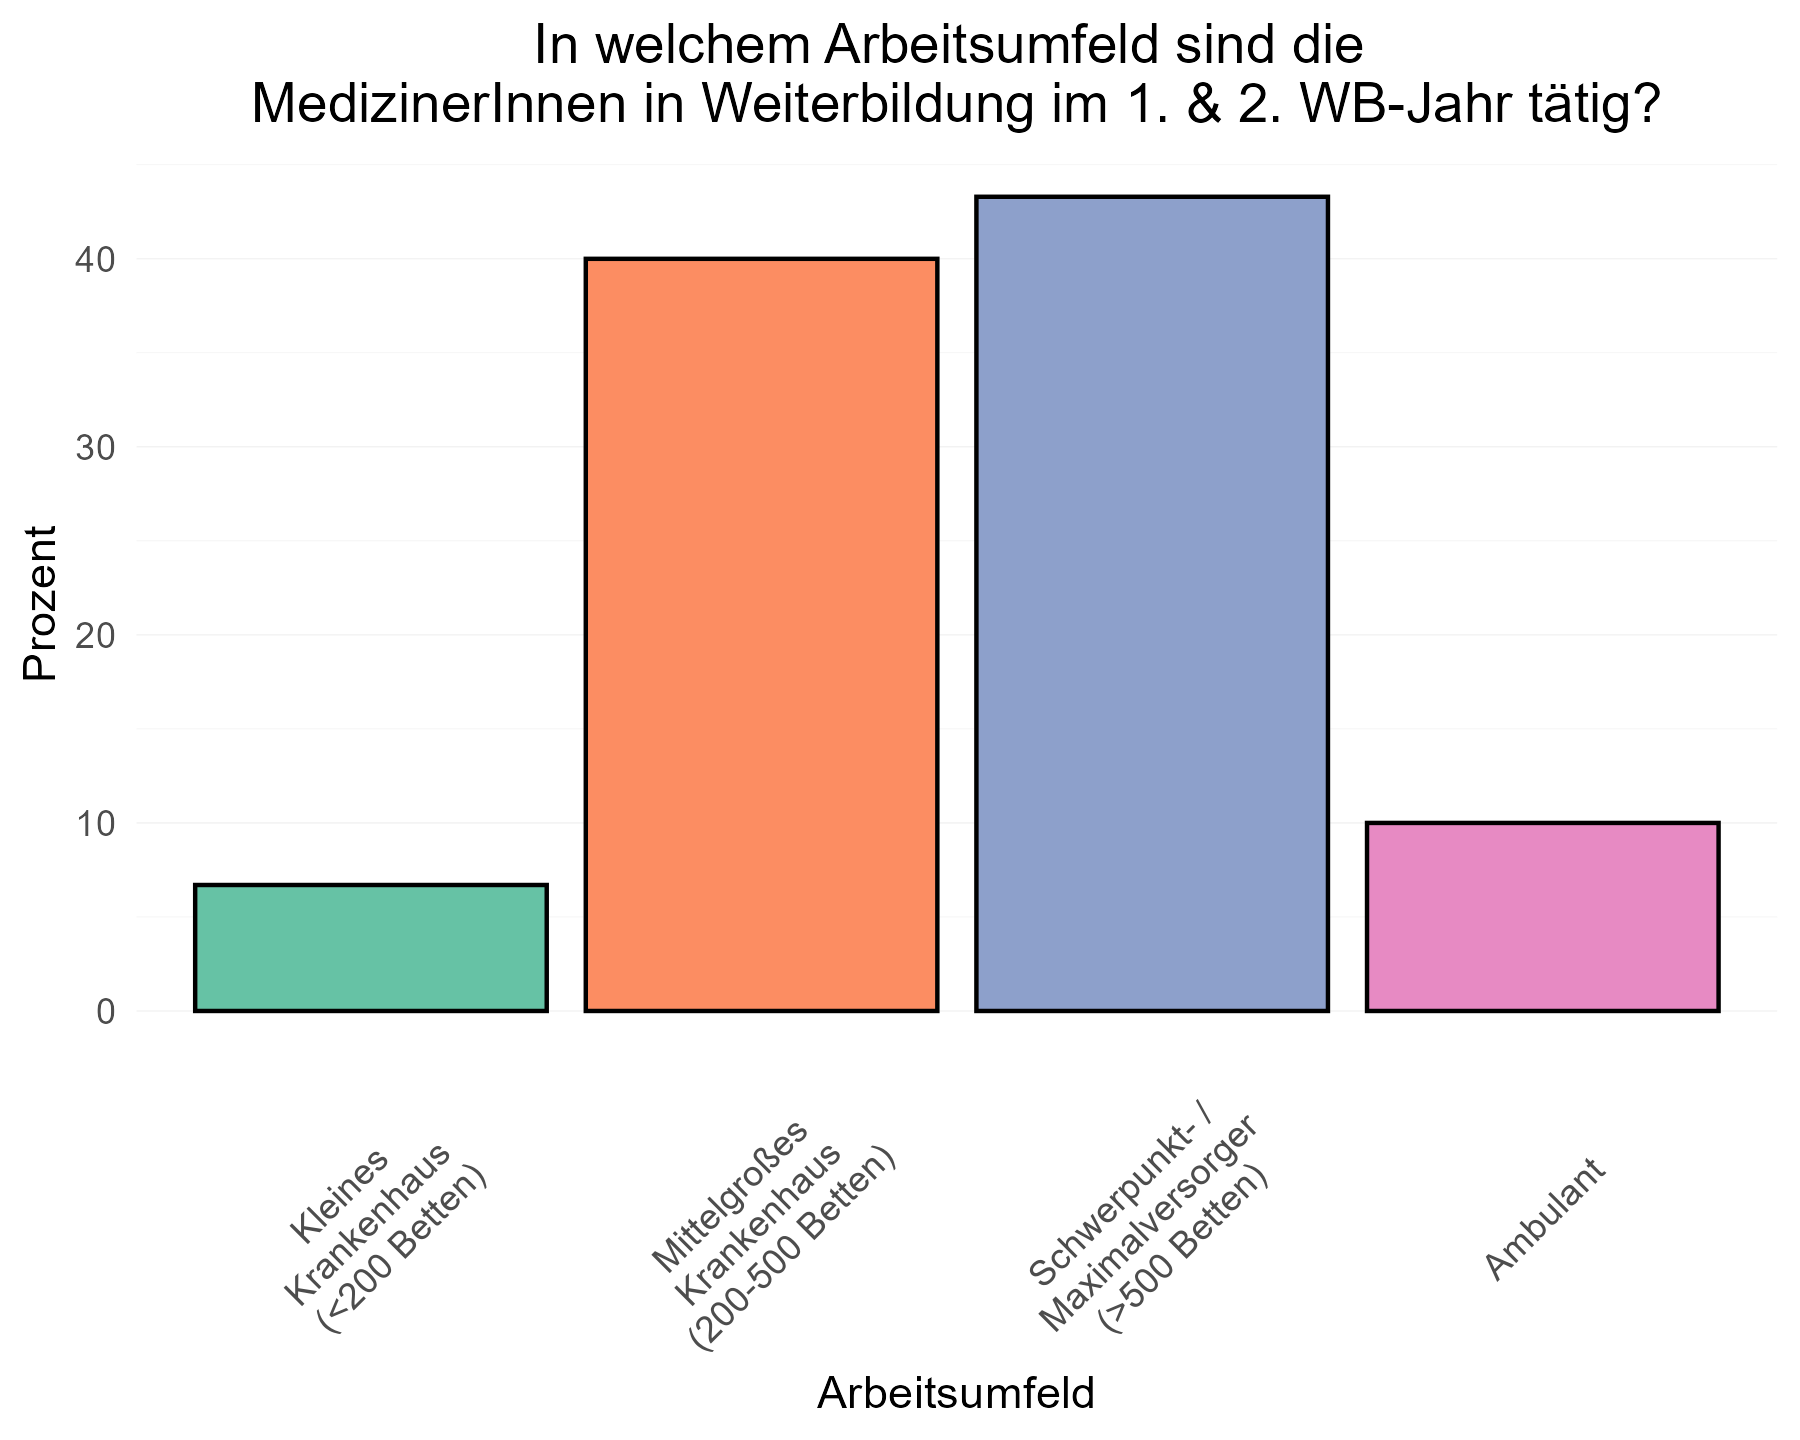 In welchem Arbeitsumfeld sind die
MedizinerInnen in Weiterbildung im 1. & 2. WB-Jahr tätig?
Prozent
40
30
20
10
0
Kleines
Krankenhaus
(<200 Betten)
Mittelgroßes
Krankenhaus
(200-500 Betten)
Schwerpunkt- /
Maximalversorger
(>500 Betten)
Ambulant
Arbeitsumfeld